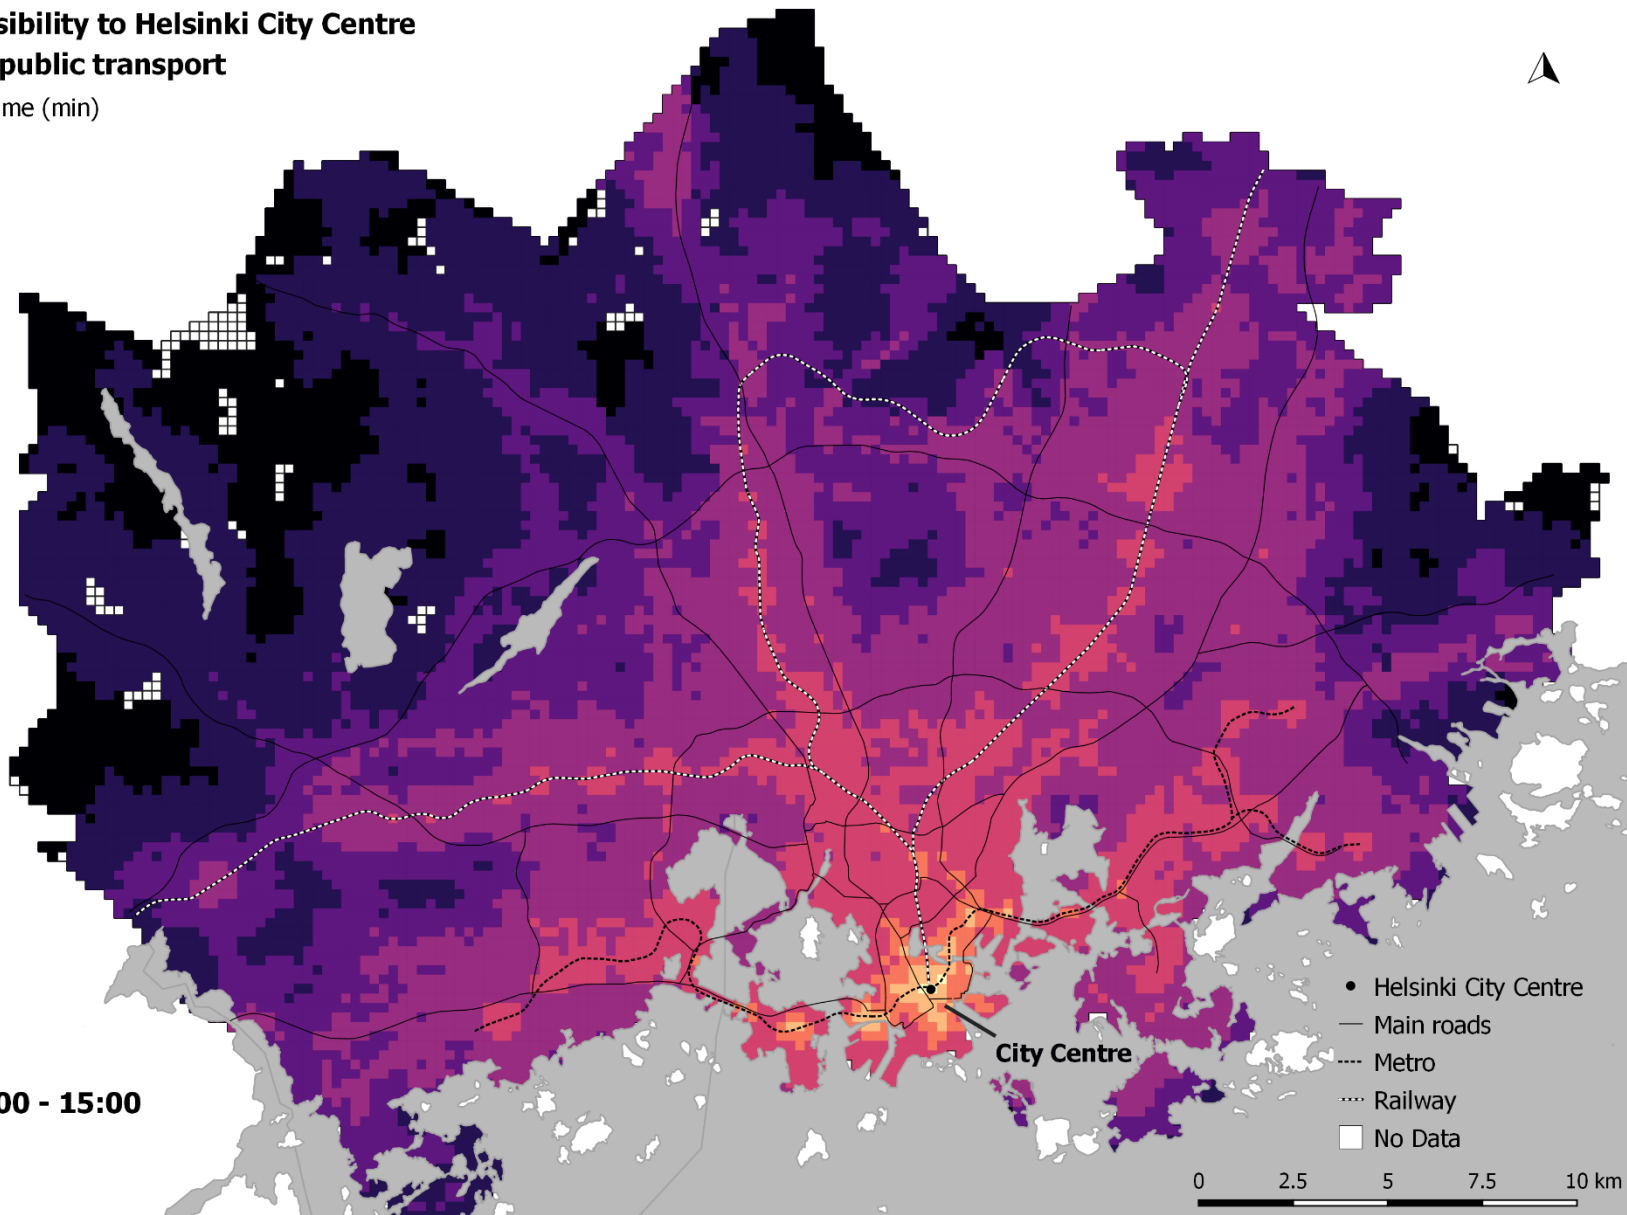 sibility to Helsinki City Centre
public transport
me (min)
Helsinki City Centre
Main roads
City Centre
Metro
Railway
00 - 15:00
No Data
0 2.5 5 7.5 10 km